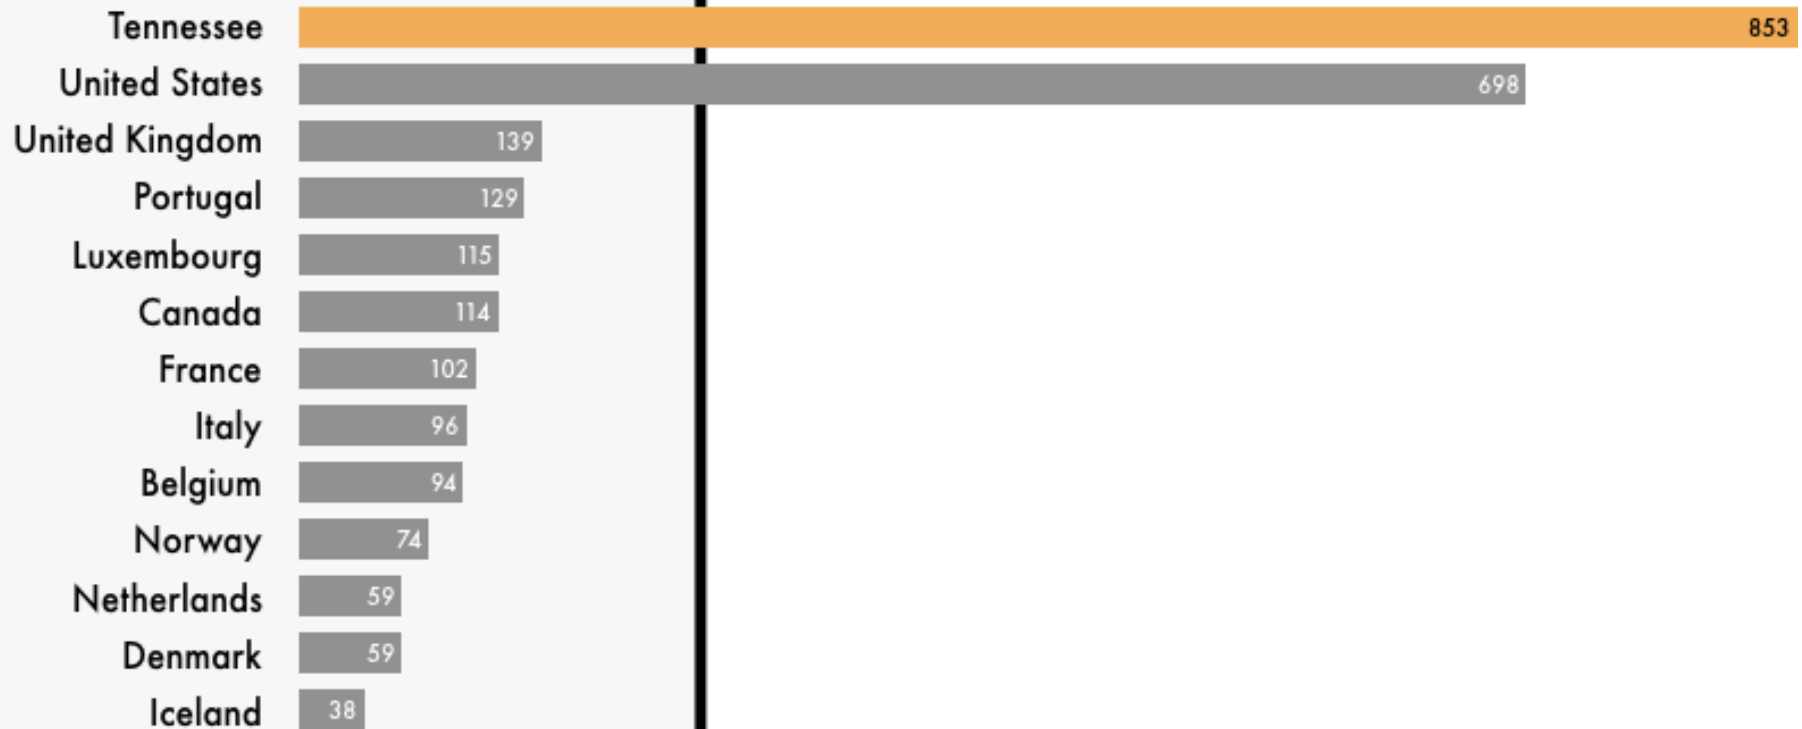 Tennessee 853
United States 698
United Kingdom 139
Portugal 129
Luxembourg 115
Canada 114
France 102
Italy 96
Belgium 94
Norway 74
Netherlands 59
Denmark 59
Iceland 38